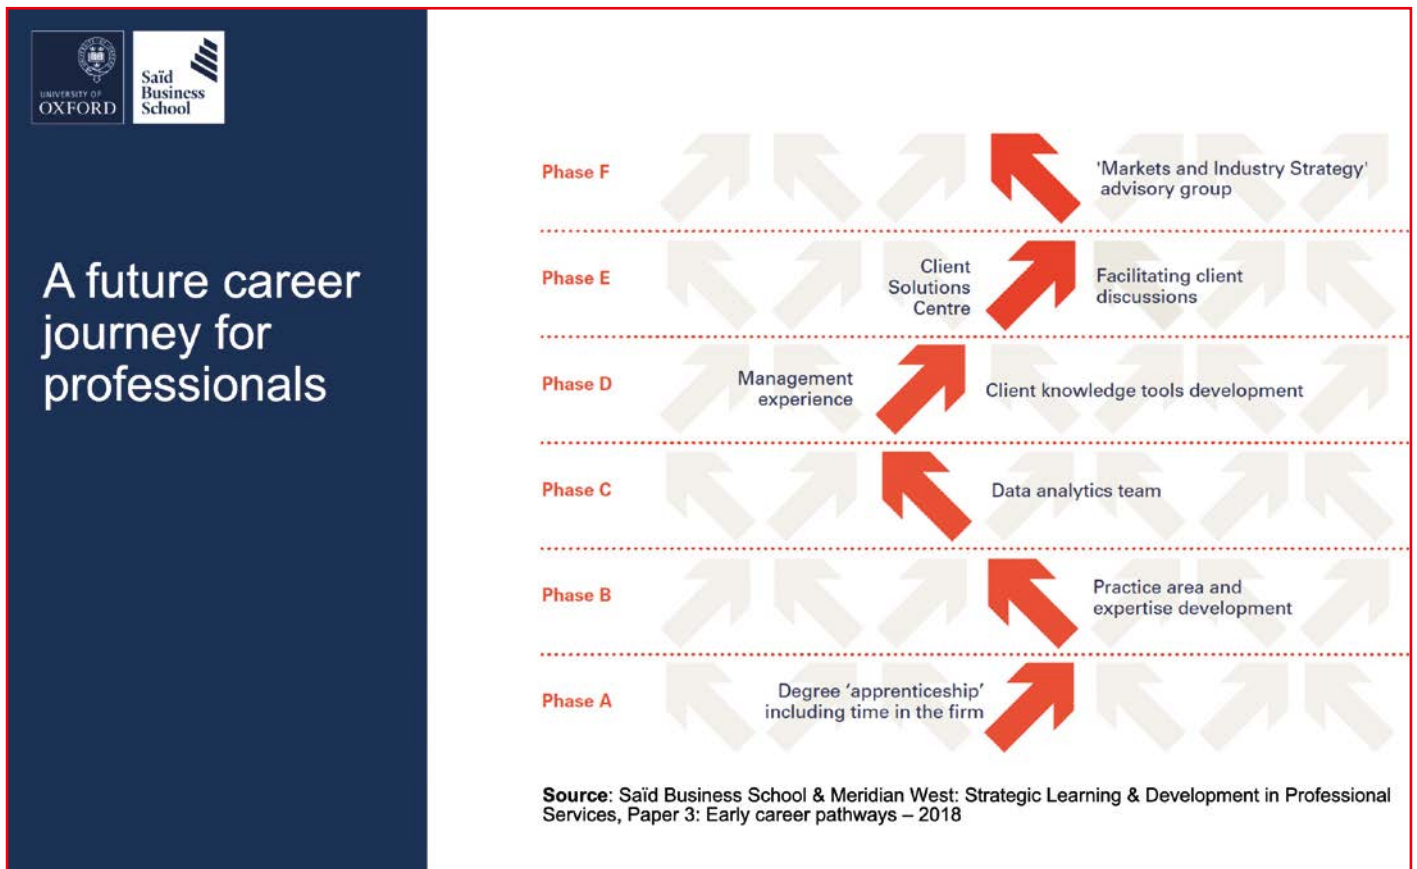 UNIVERSITY OF
OXFORD
Saïd
Business
School
A future career
journey for
professionals
Phase F
'Markets and Industry Strategy'
advisory group
Phase E
Client
Solutions
Centre
Facilitating client
discussions
Phase D
Management
experience
Client knowledge tools development
Phase C
Data analytics team
Phase B
Practice area and
expertise development
Phase A
Degree ‘apprenticeship’
including time in the firm
Source: Saïd Business School & Meridian West: Strategic Learning & Development in Professional
Services, Paper 3: Early career pathways – 2018